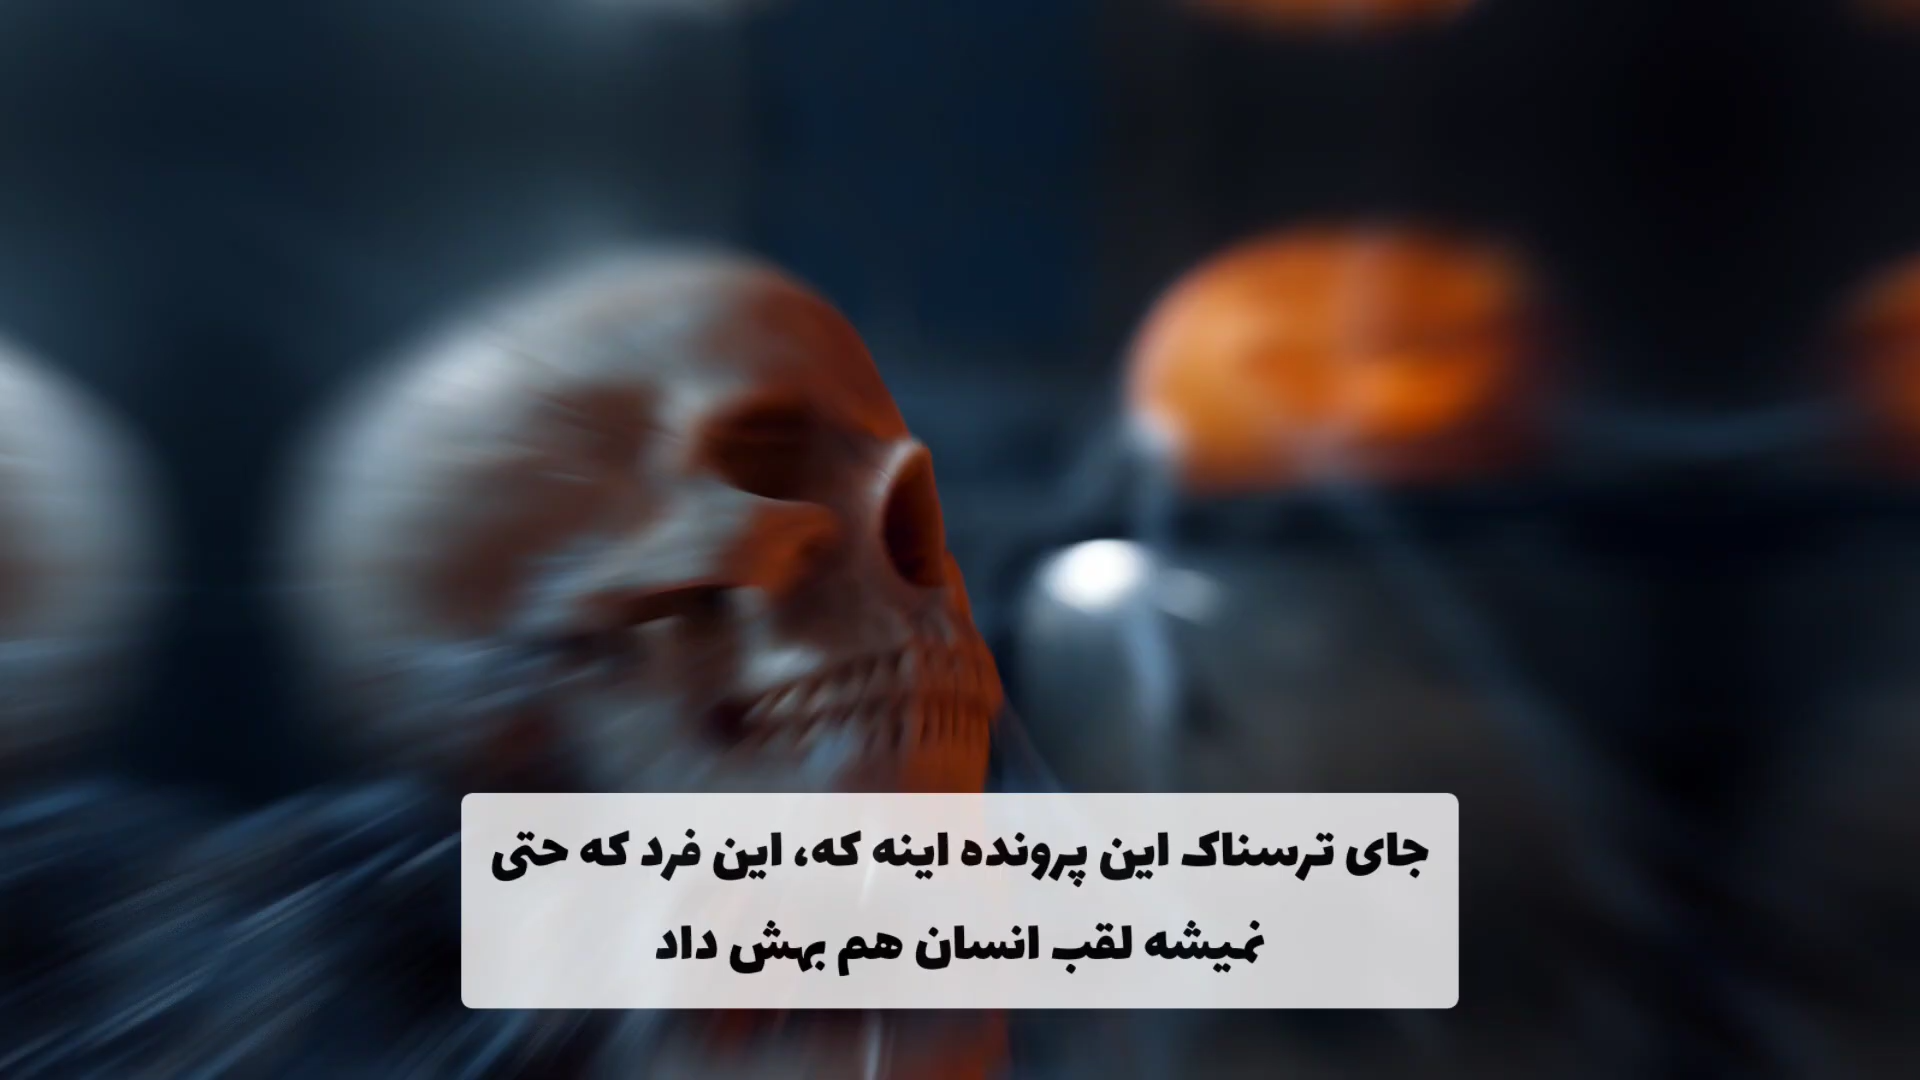 جای ترسناک این پرونده اینه که، این فرد که حتی
نمیشه لقب انسان هم بهش داد